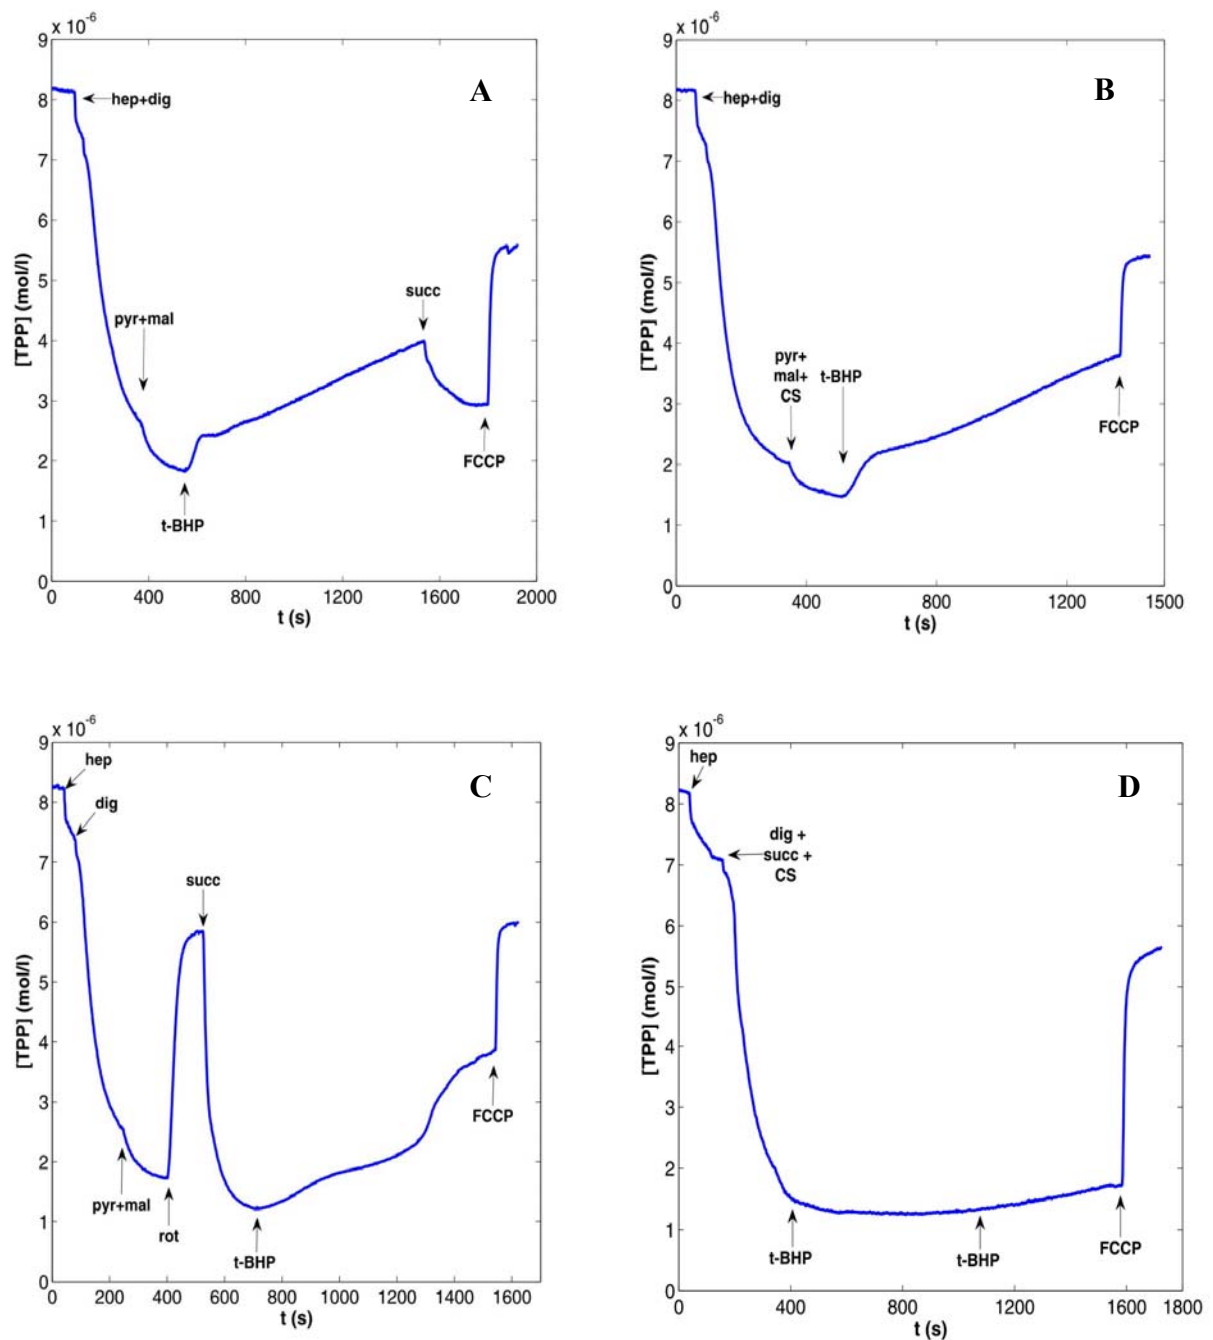 x 10⁻⁶
9
8
7
6
5
4
3
2
1
0
[TPP] (mol/l)
A
hep+dig
pyr+mal
t-BHP
succ
FCCP
0 400 800 1200 1600 2000
t (s)
x 10⁻⁶
9
8
7
6
5
4
3
2
1
0
[TPP] (mol/l)
B
hep+dig
pyr+
mal+
CS
t-BHP
FCCP
0 400 800 1200 1500
t (s)
x 10⁻⁶
9
8
7
6
5
4
3
2
1
0
[TPP] (mol/l)
C
hep
dig
succ
pyr+mal
rot
t-BHP
FCCP
0 200 400 600 800 1000 1200 1400 1600
t (s)
x 10⁻⁶
9
8
7
6
5
4
3
2
1
0
[TPP] (mol/l)
D
hep
dig +
succ +
CS
t-BHP
t-BHP
FCCP
0 400 800 1200 1600 1800
t (s)